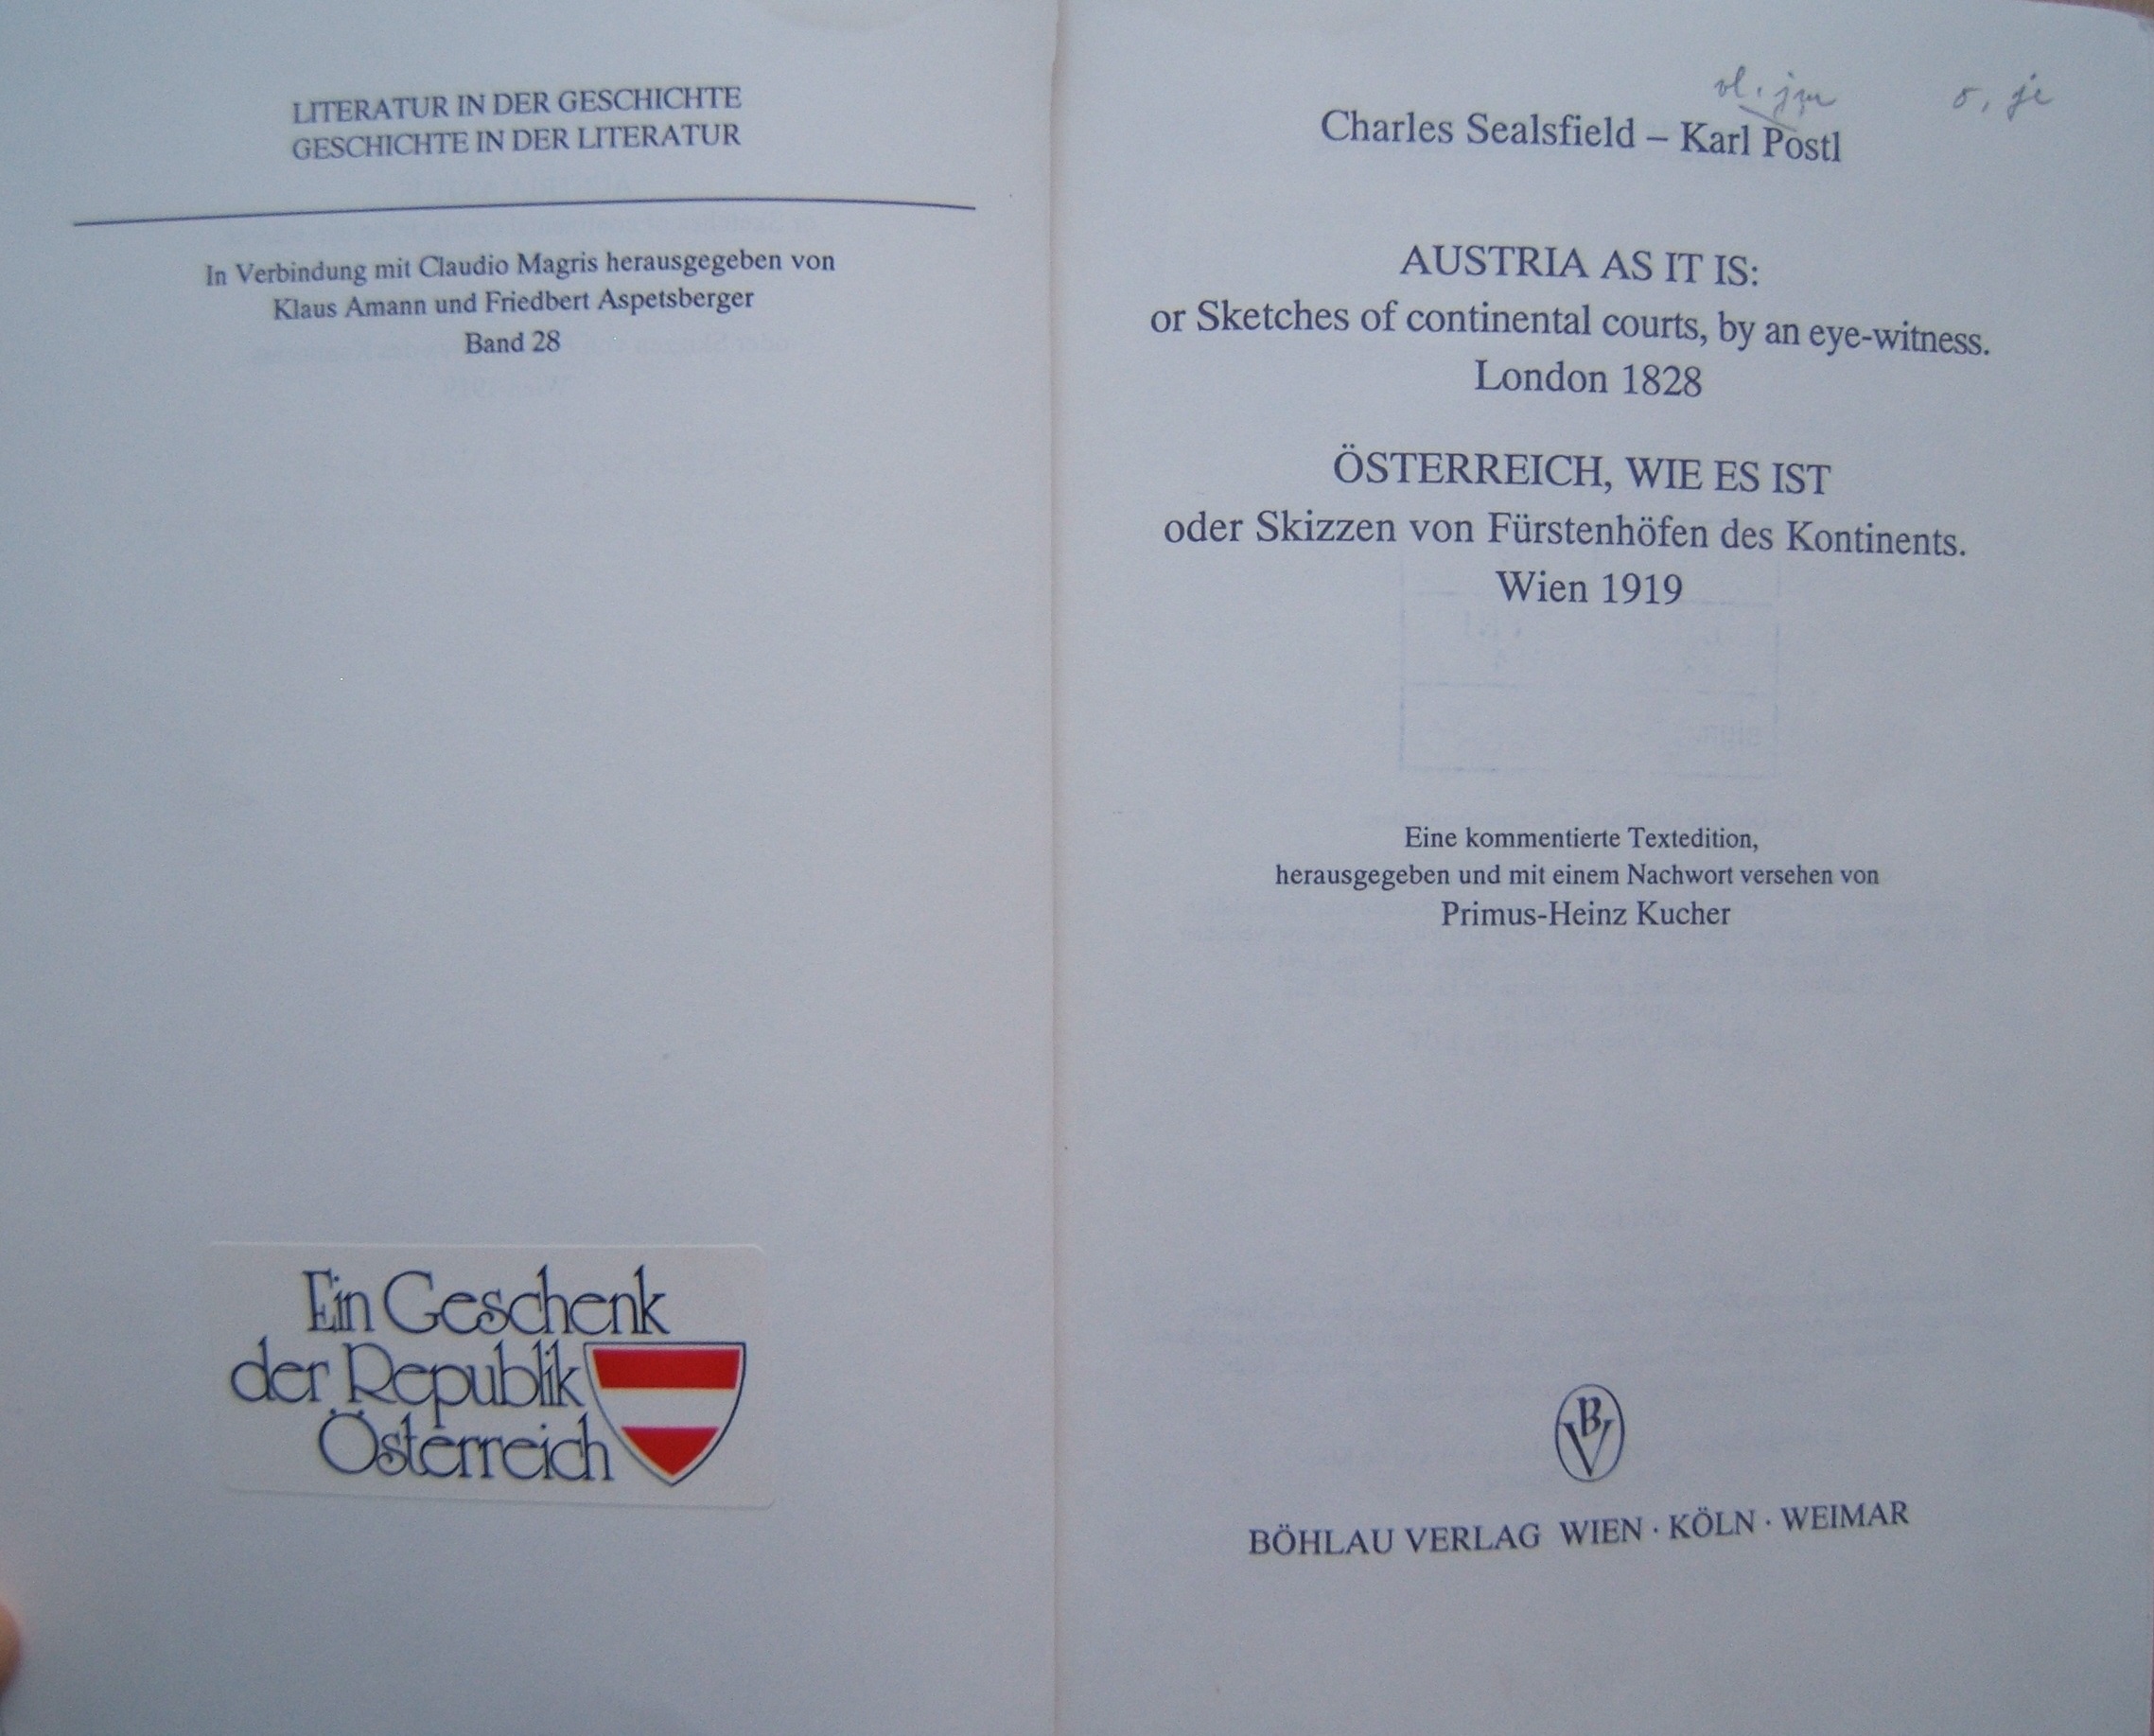 LITERATUR IN DER GESCHICHTE
GESCHICHTE IN DER LITERATUR
In Verbindung mit Claudio Magris herausgegeben von
Klaus Amann und Friedbert Aspetsberger
Band 28
Ein Geschenk
der Republik
Österreich
vl. jm
Charles Sealsfield – Karl Postl
AUSTRIA AS IT IS:
or Sketches of continental courts, by an eye-witness.
London 1828
ÖSTERREICH, WIE ES IST
oder Skizzen von Fürstenhöfen des Kontinents.
Wien 1919
Eine kommentierte Textedition,
herausgegeben und mit einem Nachwort versehen von
Primus-Heinz Kucher
BV
BÖHLAU VERLAG WIEN · KÖLN · WEIMAR